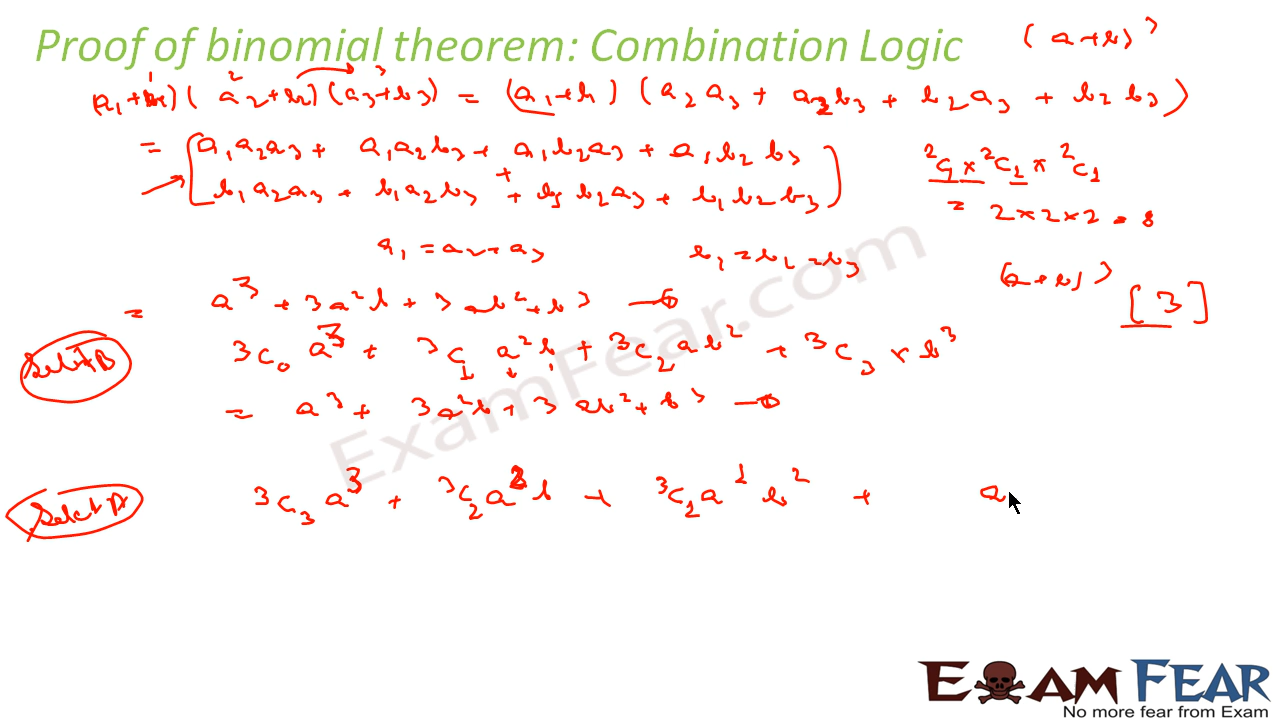 Proof of binomial theorem: Combination Logic
(a+b)³
(a₁+b₁)(a₂+b₂)(a₃+b₃) = (a₁+b₁)(a₂a₃ + a₂b₃ + b₂a₃ + b₂b₃)
= [a₁a₂a₃ + a₁a₂b₃ + a₁b₂a₃ + a₁b₂b₃
+
b₁a₂a₃ + b₁a₂b₃ + b₁b₂a₃ + b₁b₂b₃]
²C₁ × ²C₁ × ²C₁
= 2×2×2 = 8
a₁ = a₂ = a₃ b₁ = b₂ = b₃
(a+b)³ [3]
= a³ + 3a²b + 3ab² + b³
Select B ³C₀ a³ + ³C₁ a²b + ³C₂ ab² + ³C₃ × b³
= a³ + 3a²b + 3ab² + b³
ExamFear.com
Select A ³C₃ a³ + ³C₂ a²b + ³C₂ a¹ b² + a
EXAM FEAR
No more fear from Exam